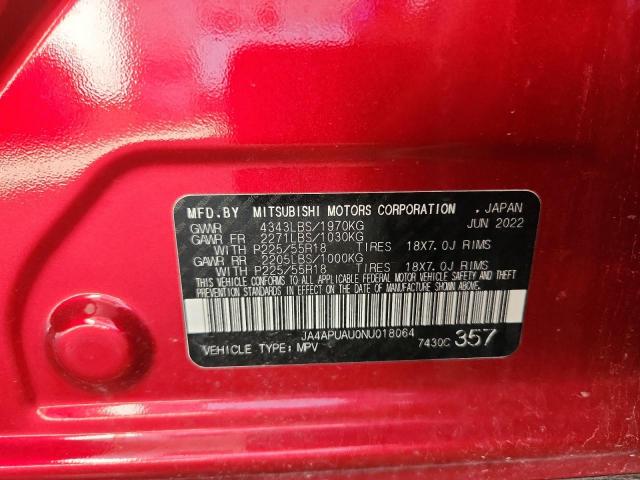 MFD.BY MITSUBISHI MOTORS CORPORATION , JAPAN
GVWR 4343LBS/1970KG JUN 2022
GAWR FR 2271LBS/1030KG
WITH P225/55R18 TIRES 18X7.0J RIMS
GAWR RR 2205LBS/1000KG
WITH P225/55R18 TIRES 18X7.0J RIMS
THIS VEHICLE CONFORMS TO ALL APPLICABLE FEDERAL MOTOR VEHICLE SAFETY AND THEFT
PREVENTION STANDARDS IN EFFECT ON THE DATE OF MANUFACTURE SHOWN ABOVE.
JA4APUAU0NU018064
VEHICLE TYPE: MPV 7430C 357